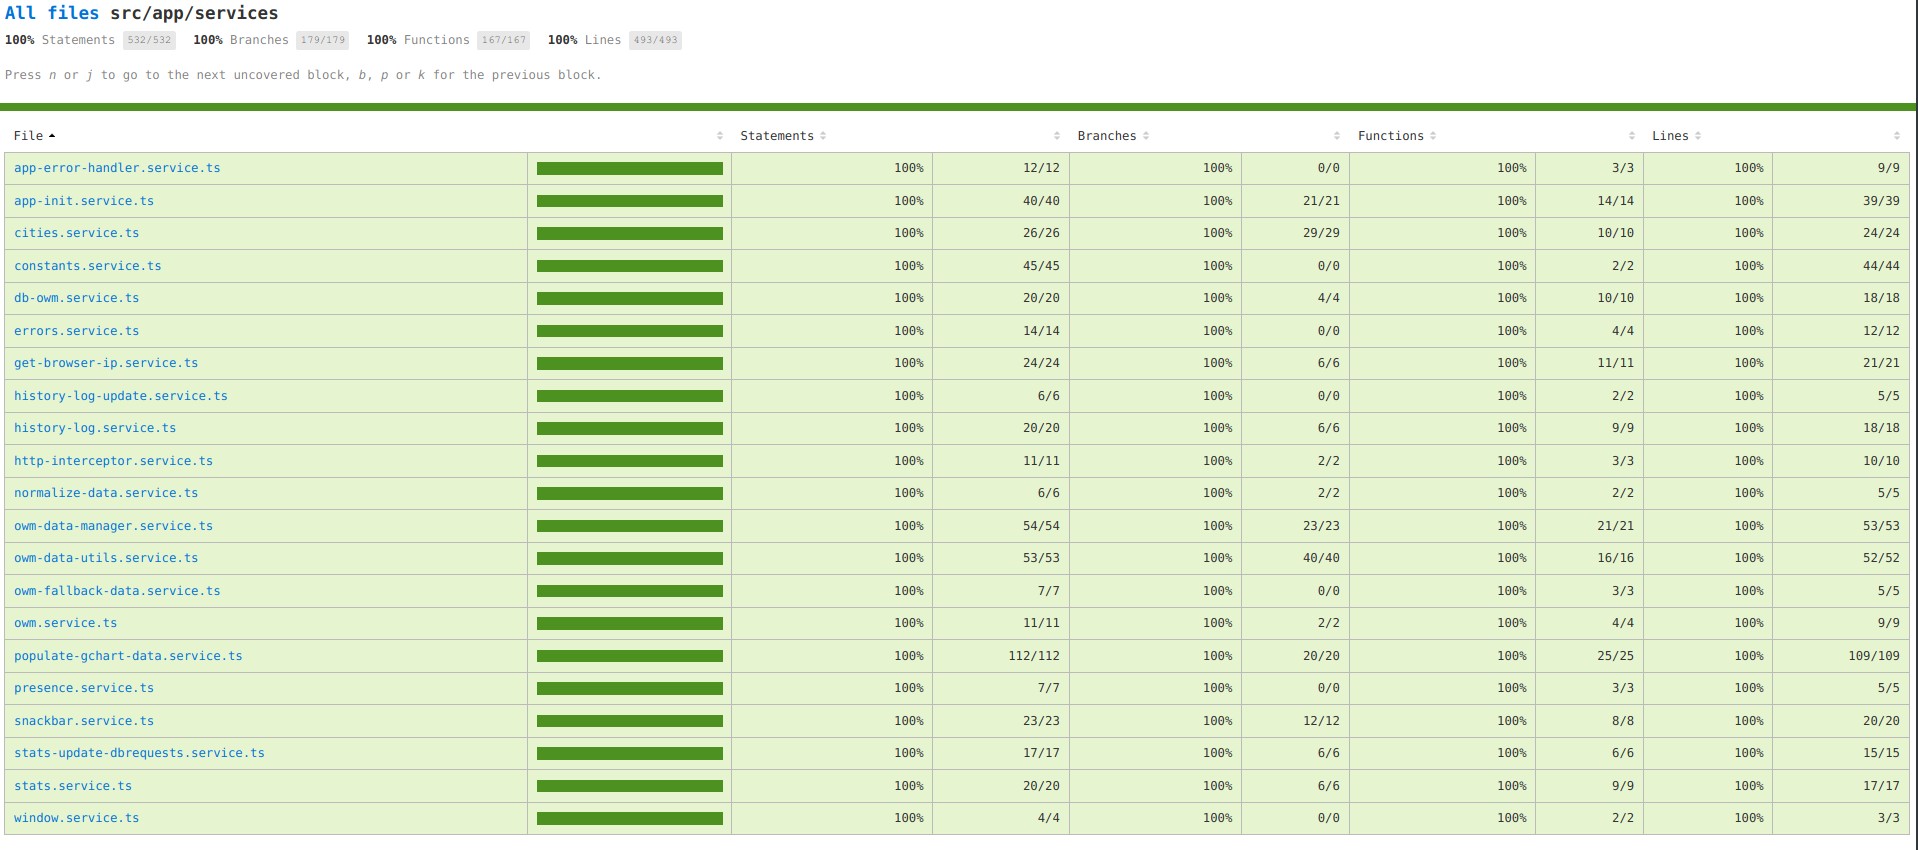 All files src/app/services
100% Statements 532/532 100% Branches 179/179 100% Functions 167/167 100% Lines 493/493
Press n or j to go to the next uncovered block, b, p or k for the previous block.
File Statements Branches Functions Lines
app-error-handler.service.ts 100% 12/12 100% 0/0 100% 3/3 100% 9/9
app-init.service.ts 100% 40/40 100% 21/21 100% 14/14 100% 39/39
cities.service.ts 100% 26/26 100% 29/29 100% 10/10 100% 24/24
constants.service.ts 100% 45/45 100% 0/0 100% 2/2 100% 44/44
db-owm.service.ts 100% 20/20 100% 4/4 100% 10/10 100% 18/18
errors.service.ts 100% 14/14 100% 0/0 100% 4/4 100% 12/12
get-browser-ip.service.ts 100% 24/24 100% 6/6 100% 11/11 100% 21/21
history-log-update.service.ts 100% 6/6 100% 0/0 100% 2/2 100% 5/5
history-log.service.ts 100% 20/20 100% 6/6 100% 9/9 100% 18/18
http-interceptor.service.ts 100% 11/11 100% 2/2 100% 3/3 100% 10/10
normalize-data.service.ts 100% 6/6 100% 2/2 100% 2/2 100% 5/5
owm-data-manager.service.ts 100% 54/54 100% 23/23 100% 21/21 100% 53/53
owm-data-utils.service.ts 100% 53/53 100% 40/40 100% 16/16 100% 52/52
owm-fallback-data.service.ts 100% 7/7 100% 0/0 100% 3/3 100% 5/5
owm.service.ts 100% 11/11 100% 2/2 100% 4/4 100% 9/9
populate-gchart-data.service.ts 100% 112/112 100% 20/20 100% 25/25 100% 109/109
presence.service.ts 100% 7/7 100% 0/0 100% 3/3 100% 5/5
snackbar.service.ts 100% 23/23 100% 12/12 100% 8/8 100% 20/20
stats-update-dbrequests.service.ts 100% 17/17 100% 6/6 100% 6/6 100% 15/15
stats.service.ts 100% 20/20 100% 6/6 100% 9/9 100% 17/17
window.service.ts 100% 4/4 100% 0/0 100% 2/2 100% 3/3